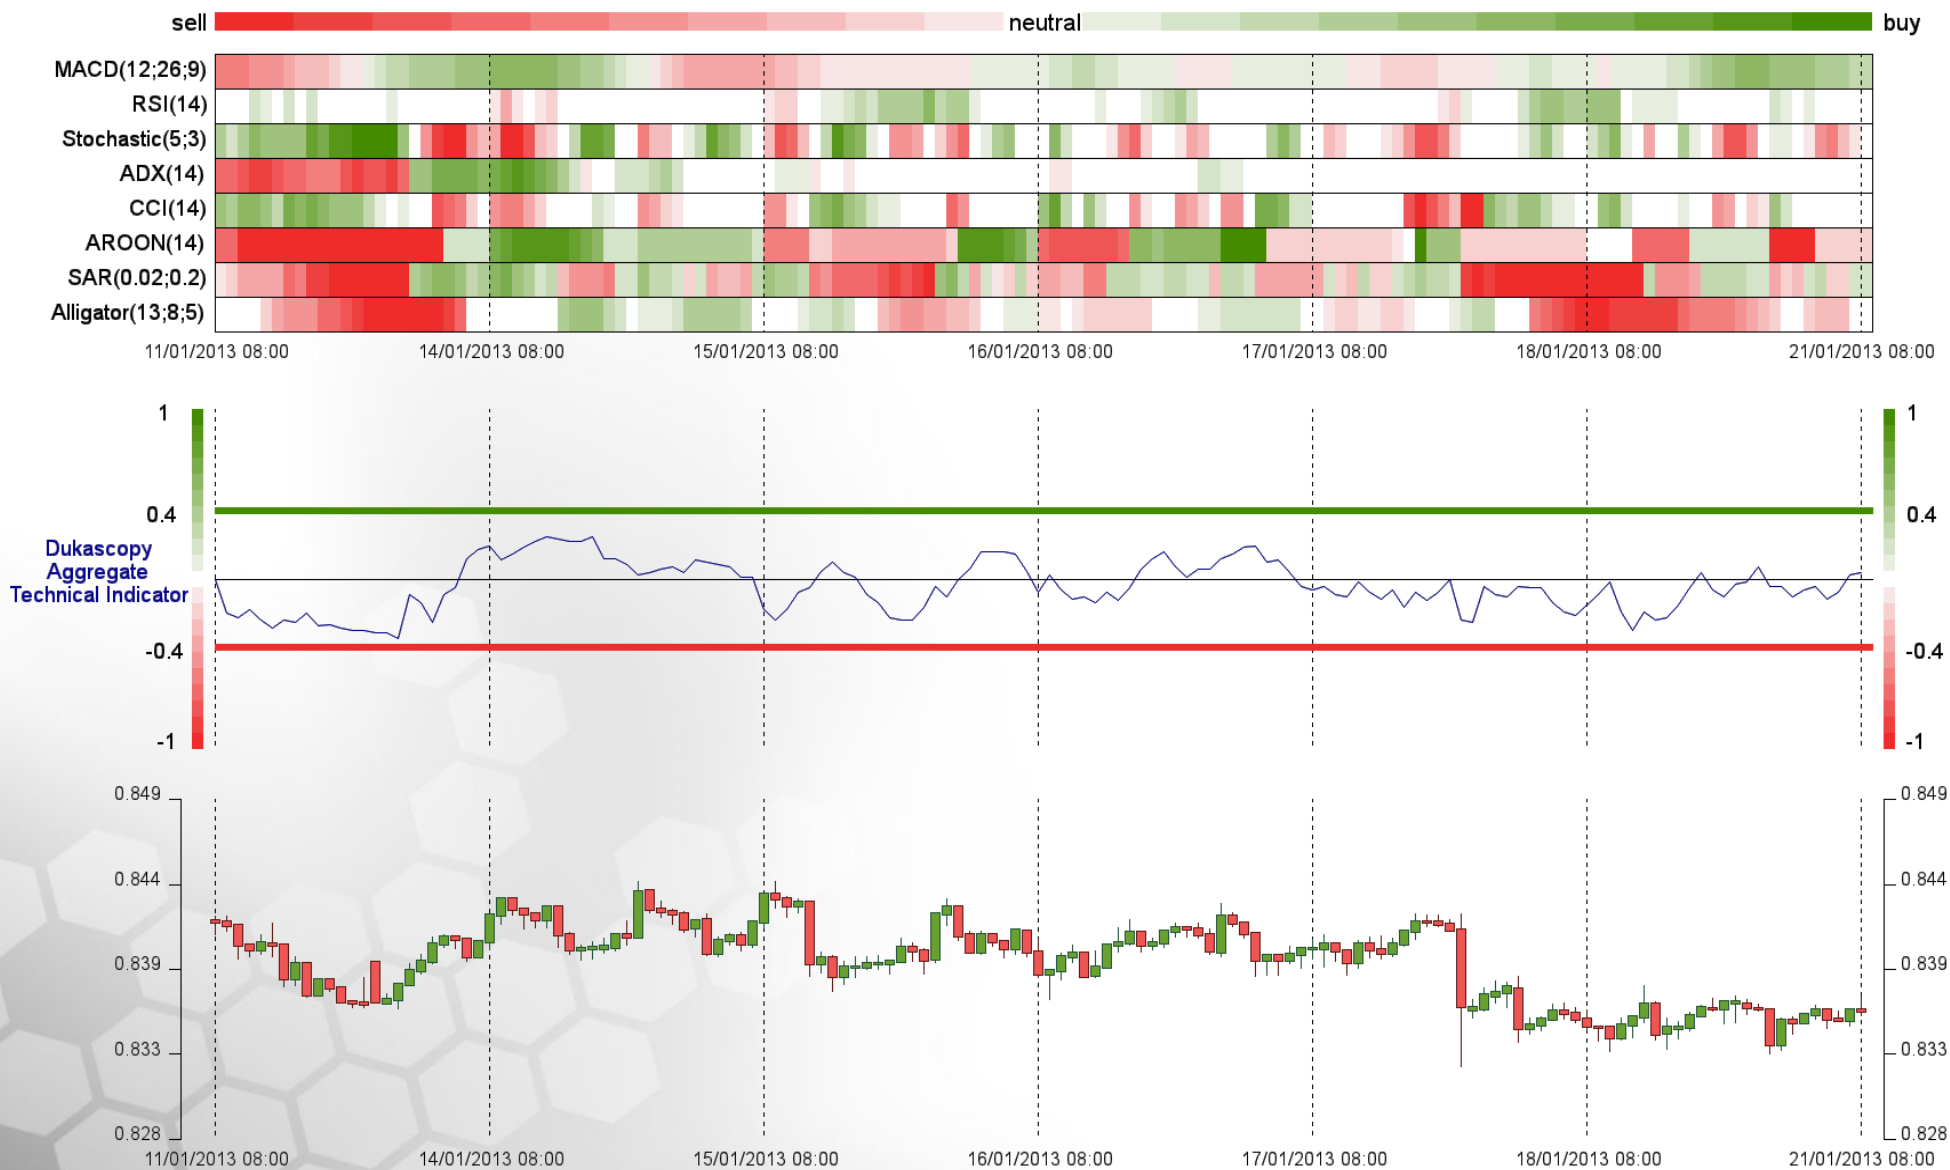 sell neutral buy
MACD(12;26;9)
RSI(14)
Stochastic(5;3)
ADX(14)
CCI(14)
AROON(14)
SAR(0.02;0.2)
Alligator(13;8;5)
11/01/2013 08:00 14/01/2013 08:00 15/01/2013 08:00 16/01/2013 08:00 17/01/2013 08:00 18/01/2013 08:00 21/01/2013 08:00
1 1
0.4 0.4
Dukascopy
Aggregate
Technical Indicator
-0.4 -0.4
-1 -1
0.849 0.849
0.844 0.844
0.839 0.839
0.833 0.833
0.828 0.828
11/01/2013 08:00 14/01/2013 08:00 15/01/2013 08:00 16/01/2013 08:00 17/01/2013 08:00 18/01/2013 08:00 21/01/2013 08:00